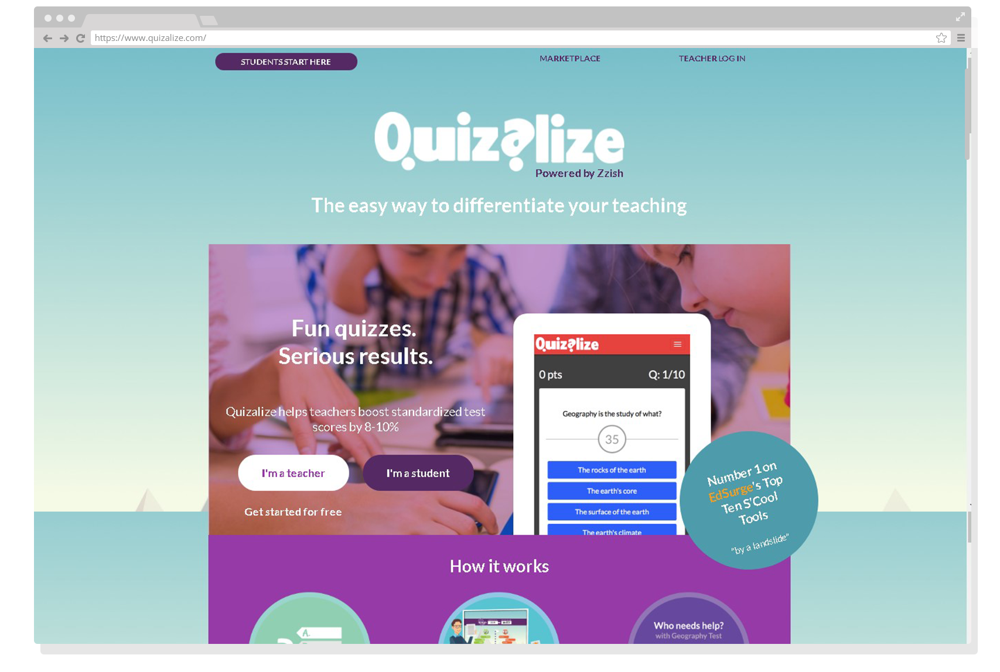 https://www.quizalize.com/
STUDENTS START HERE
MARKETPLACE
TEACHER LOG IN
Quizalize
Powered by Zzish
The easy way to differentiate your teaching
Fun quizzes.
Serious results.
Quizalize helps teachers boost standardized test
scores by 8-10%
I'm a teacher
I'm a student
Get started for free
Quizalize
0 pts
Q: 1/10
Geography is the study of what?
35
The rocks of the earth
The earth's core
The surface of the earth
The earth's climate
Number 1 on
EdSurge's Top
Ten S'Cool
Tools
"by a landslide"
How it works
A.
Who needs help?
with Geography Test